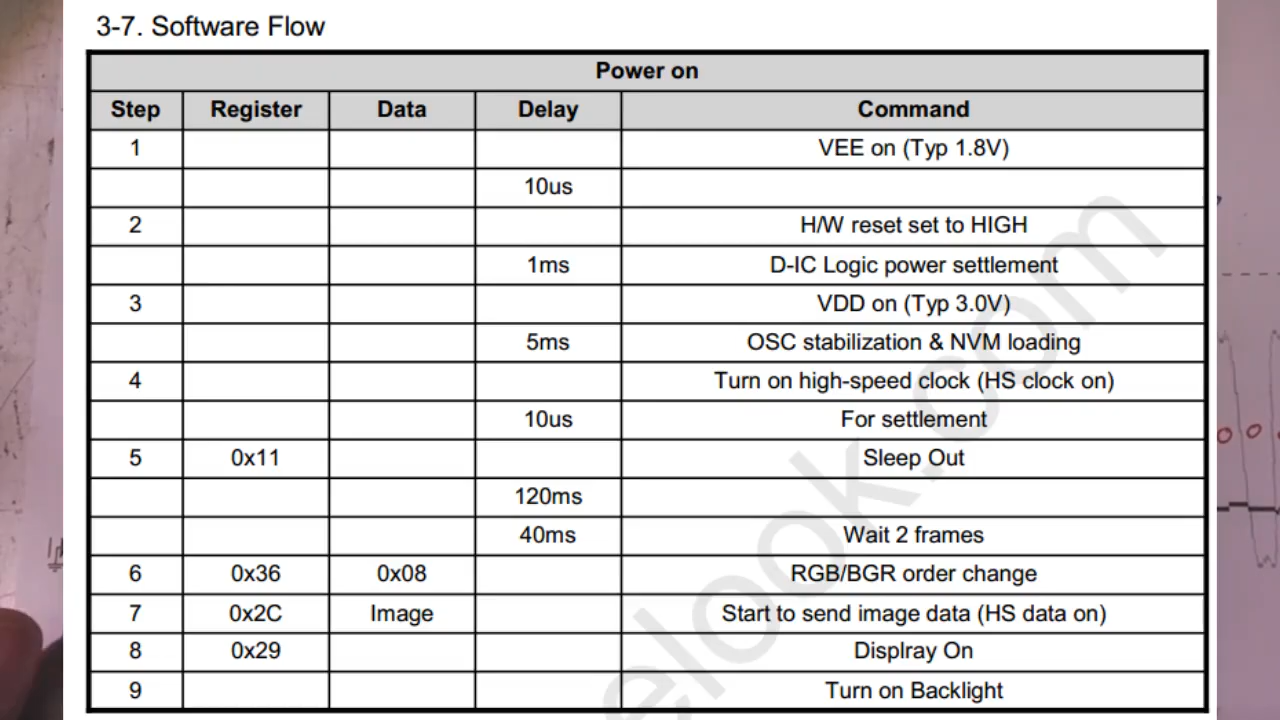 3-7. Software Flow
Power on
Step Register Data Delay Command
1 VEE on (Typ 1.8V)
10us
2 H/W reset set to HIGH
1ms D-IC Logic power settlement
3 VDD on (Typ 3.0V)
5ms OSC stabilization & NVM loading
4 Turn on high-speed clock (HS clock on)
10us For settlement
5 0x11 Sleep Out
120ms
40ms Wait 2 frames
6 0x36 0x08 RGB/BGR order change
7 0x2C Image Start to send image data (HS data on)
8 0x29 Displray On
9 Turn on Backlight
elook.com